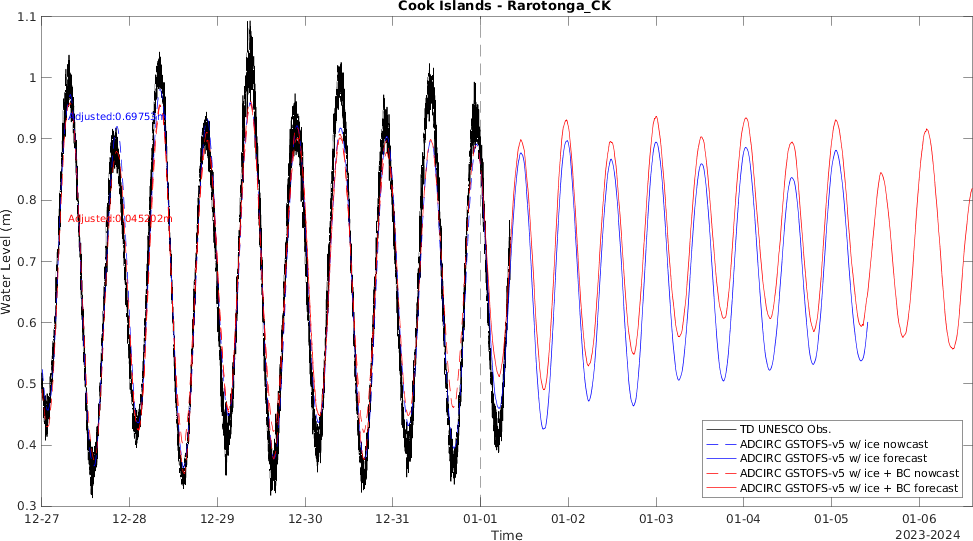 Cook Islands - Rarotonga_CK
Water Level (m)
1.1
1
0.9
0.8
0.7
0.6
0.5
0.4
0.3
Adjusted:0.69753m
Adjusted:0.045202m
TD UNESCO Obs.
ADCIRC GSTOFS-v5 w/ ice nowcast
ADCIRC GSTOFS-v5 w/ ice forecast
ADCIRC GSTOFS-v5 w/ ice + BC nowcast
ADCIRC GSTOFS-v5 w/ ice + BC forecast
12-27 12-28 12-29 12-30 12-31 01-01 01-02 01-03 01-04 01-05 01-06
Time
2023-2024